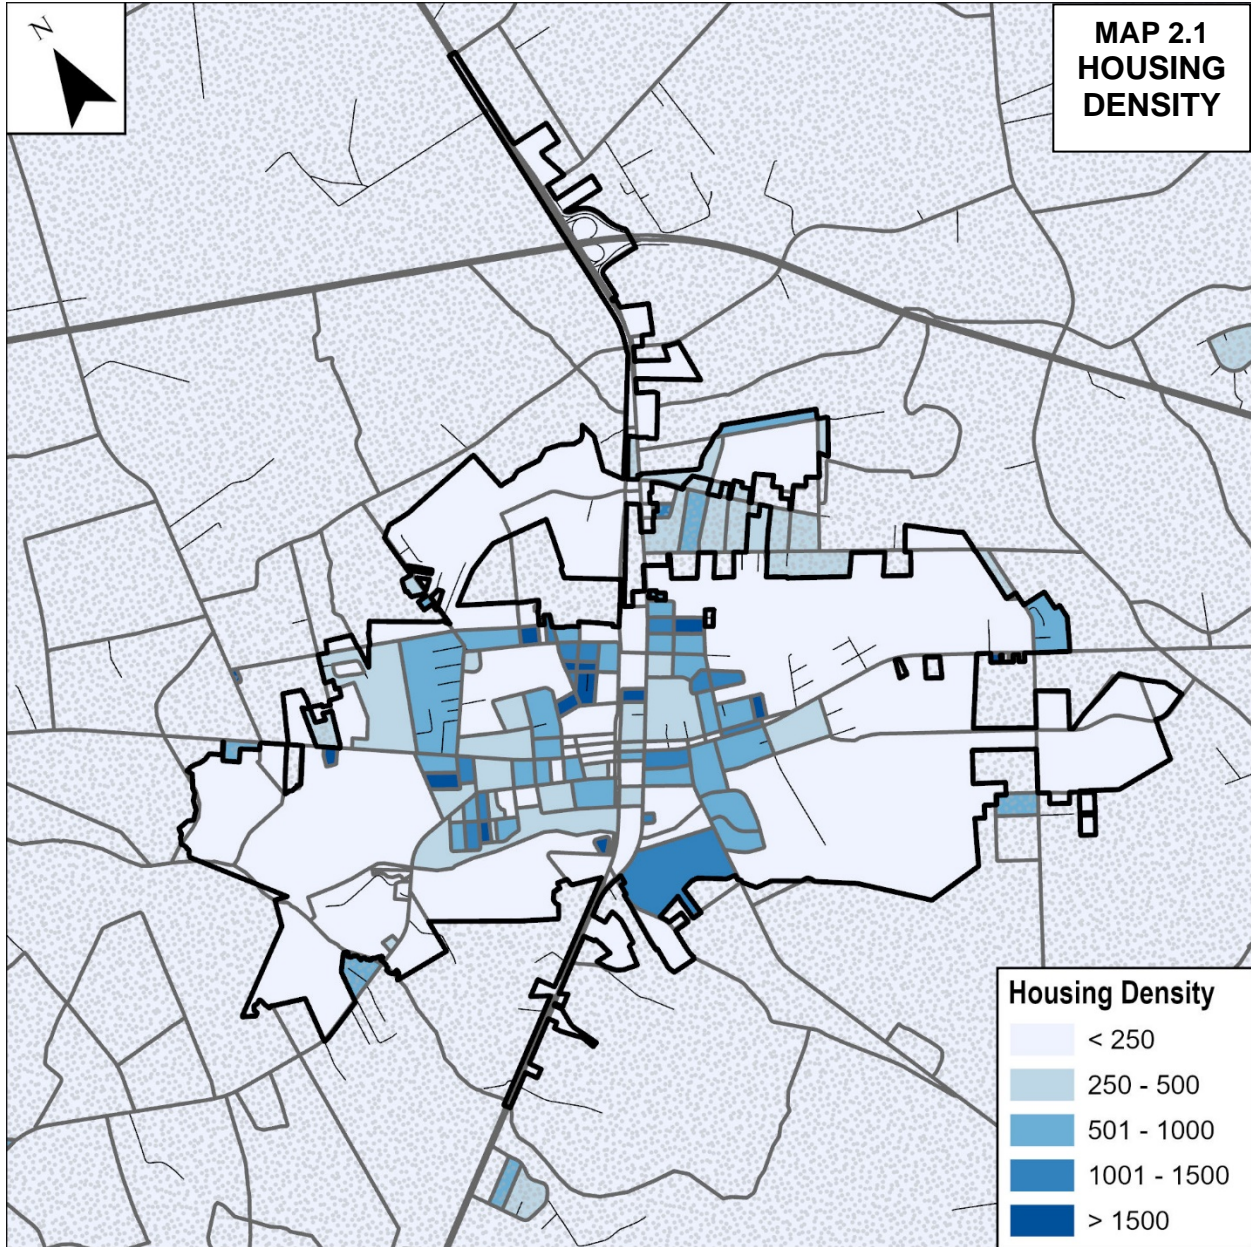 N
MAP 2.1
HOUSING
DENSITY
Housing Density
< 250
250 - 500
501 - 1000
1001 - 1500
> 1500